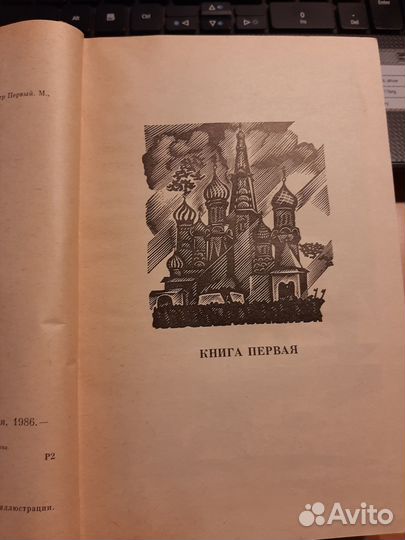 р Первый. М.,
я, 1986.—
Р2
иллюстрации.
КНИГА ПЕРВАЯ
Avito